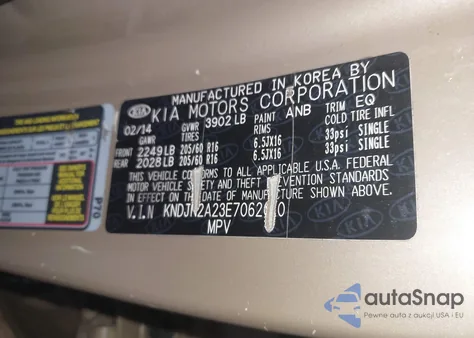 MANUFACTURED IN KOREA BY
KIA KIA MOTORS CORPORATION
02/14 GVWR 3902 LB PAINT ANB TRIM EQ
RIMS COLD TIRE INFL
FRONT 2249 LB 205/60 R16 6.5JX16 33psi SINGLE
REAR 2028 LB 205/60 R16 6.5JX16 33psi SINGLE
THIS VEHICLE CONFORMS TO ALL APPLICABLE U.S.A. FEDERAL
MOTOR VEHICLE SAFETY AND THEFT PREVENTION STANDARDS
IN EFFECT ON THE DATE OF MANUFACTURE SHOWN ABOVE.
V.I.N
MPV
P70
autoSnap
Pewne auta z aukcji USA i EU